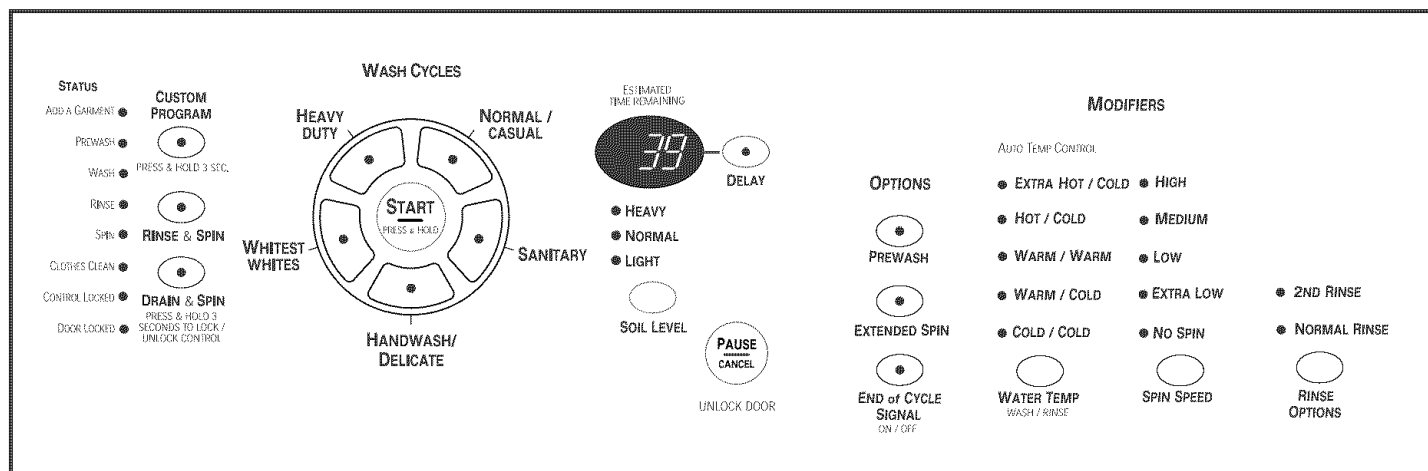 STATUS
ADD A GARMENT
PREWASH
WASH
RINSE
SPIN
CLOTHES CLEAN
CONTROL LOCKED
DOOR LOCKED
CUSTOM
PROGRAM
PRESS & HOLD 3 SEC.
RINSE & SPIN
DRAIN & SPIN
PRESS & HOLD 3
SECONDS TO LOCK /
UNLOCK CONTROL
WASH CYCLES
HEAVY
DUTY
NORMAL /
CASUAL
START
PRESS & HOLD
WHITEST
WHITES
SANITARY
HANDWASH/
DELICATE
ESTIMATED
TIME REMAINING
39
DELAY
HEAVY
NORMAL
LIGHT
SOIL LEVEL
PAUSE
CANCEL
UNLOCK DOOR
MODIFIERS
OPTIONS
PREWASH
EXTENDED SPIN
END of CYCLE
SIGNAL
ON / OFF
AUTO TEMP CONTROL
EXTRA HOT / COLD
HOT / COLD
WARM / WARM
WARM / COLD
COLD / COLD
WATER TEMP
WASH / RINSE
HIGH
MEDIUM
LOW
EXTRA LOW
NO SPIN
SPIN SPEED
2ND RINSE
NORMAL RINSE
RINSE
OPTIONS